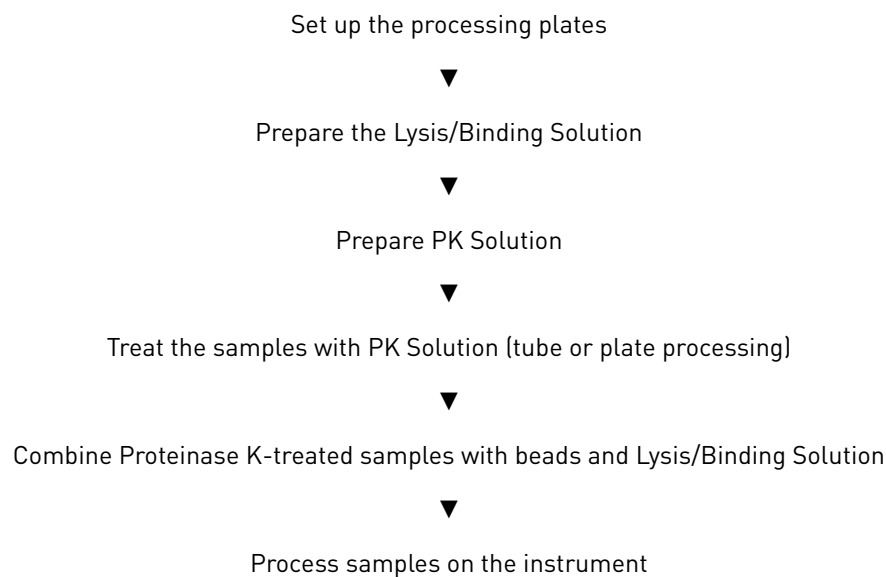 Set up the processing plates
Prepare the Lysis/Binding Solution
Prepare PK Solution
Treat the samples with PK Solution (tube or plate processing)
Combine Proteinase K-treated samples with beads and Lysis/Binding Solution
Process samples on the instrument